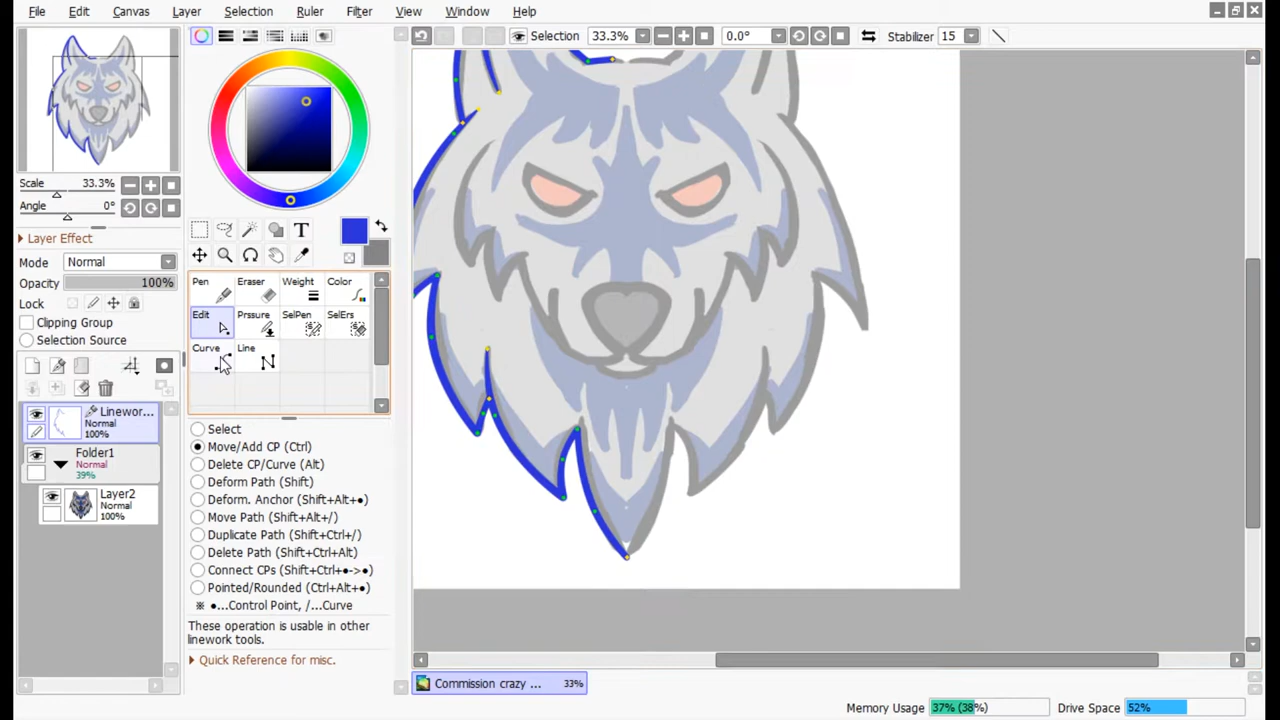 File Edit Canvas Layer Selection Ruler Filter View Window Help
Selection 33.3% 0.0° Stabilizer 15
Scale 33.3%
Angle 0°
Layer Effect
Mode Normal
Opacity 100%
Lock
Clipping Group
Selection Source
Linewor...
Normal
100%
Folder1
Normal
39%
Layer2
Normal
100%
T
Pen Eraser Weight Color
Edit Prssure SelPen SelErs
Curve Line
Select
Move/Add CP (Ctrl)
Delete CP/Curve (Alt)
Deform Path (Shift)
Deform. Anchor (Shift+Alt+●)
Move Path (Shift+Alt+/)
Duplicate Path (Shift+Ctrl+/)
Delete Path (Shift+Ctrl+Alt)
Connect CPs (Shift+Ctrl+●->●)
Pointed/Rounded (Ctrl+Alt+●)
※ ●...Control Point, /...Curve
These operation is usable in other
linework tools.
Quick Reference for misc.
Commission crazy ... 33%
Memory Usage 37% (38%) Drive Space 52%